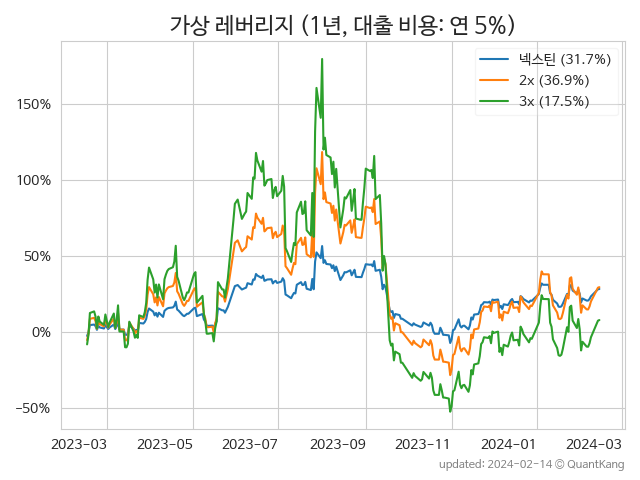 가상 레버리지 (1년, 대출 비용: 연 5%)
넥스틴 (31.7%)
2x (36.9%)
3x (17.5%)
150%
100%
50%
0%
−50%
2023-03 2023-05 2023-07 2023-09 2023-11 2024-01 2024-03
updated: 2024-02-14 © QuantKang